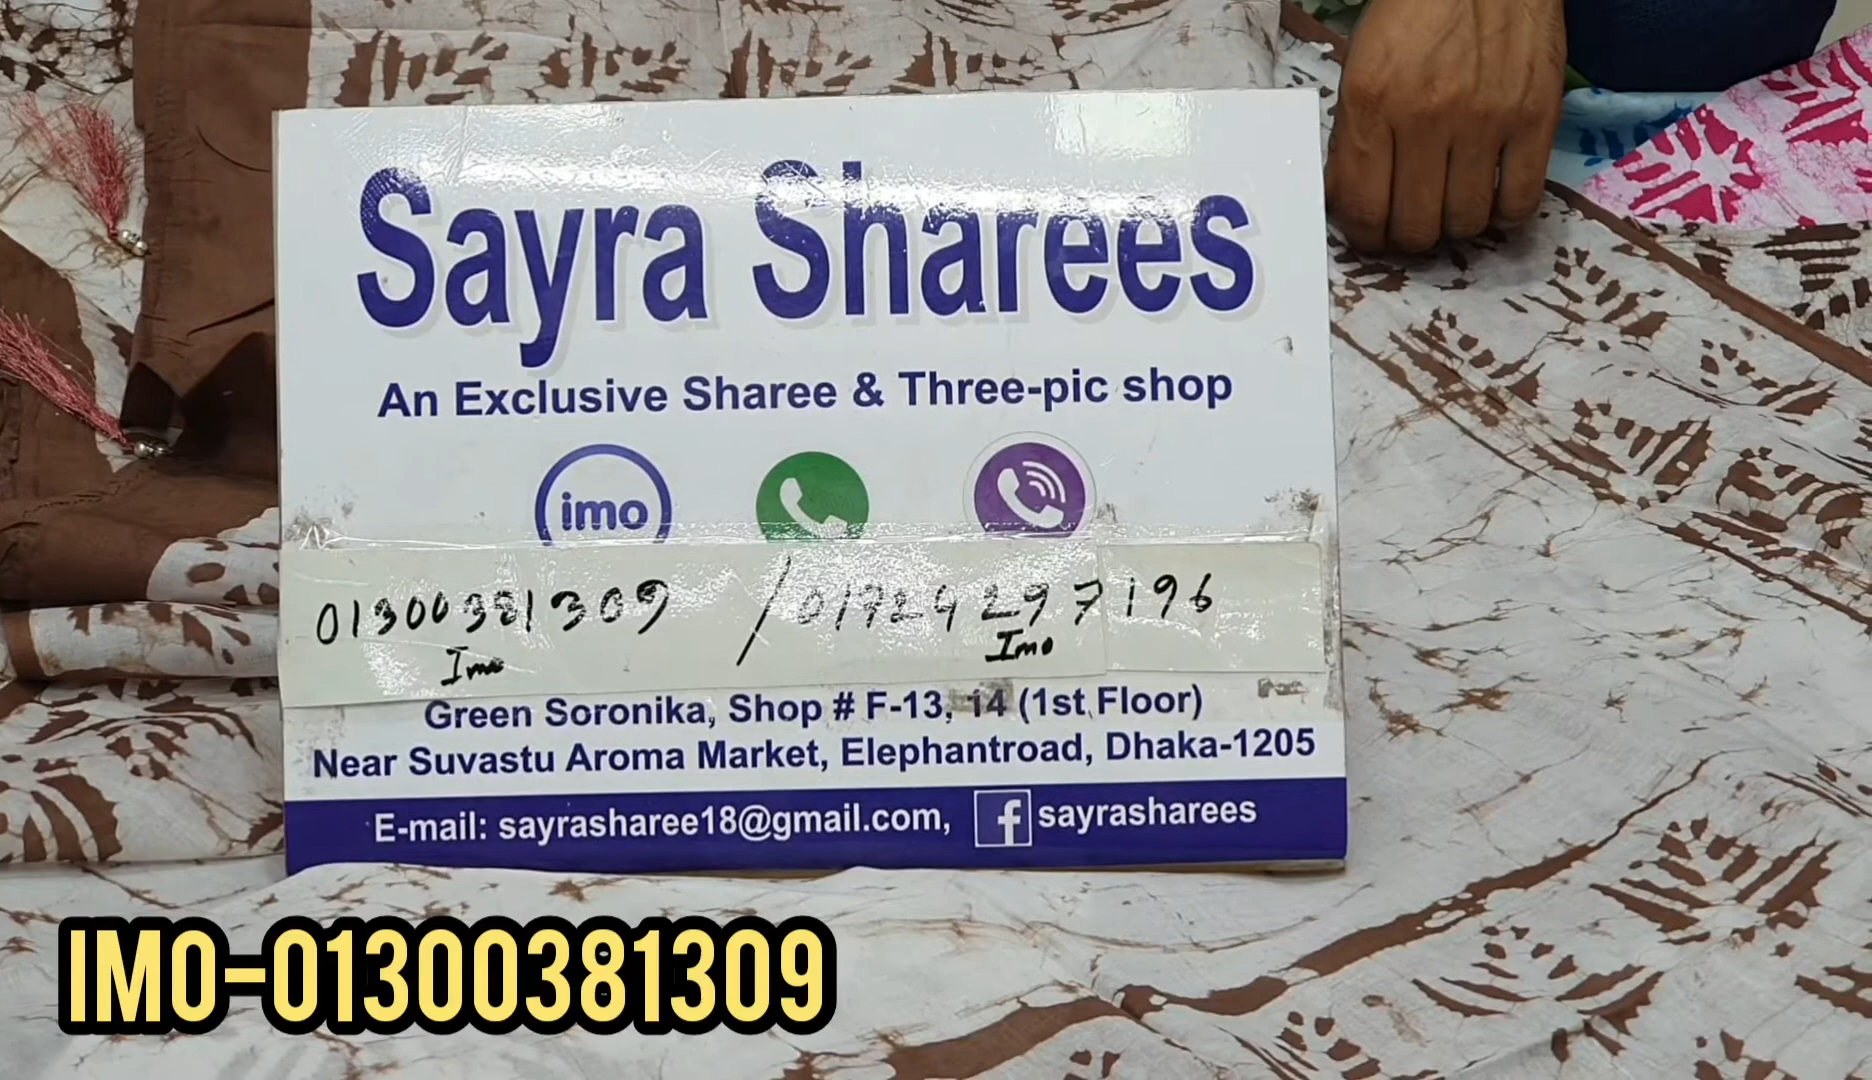 Sayra Sharees
An Exclusive Sharee & Three-pic shop
imo
01300381309 / 01724297196
Imo Imo
Green Soronika, Shop # F-13, 14 (1st Floor)
Near Suvastu Aroma Market, Elephantroad, Dhaka-1205
E-mail: sayrasharee18@gmail.com, f sayrasharees
IMO-01300381309